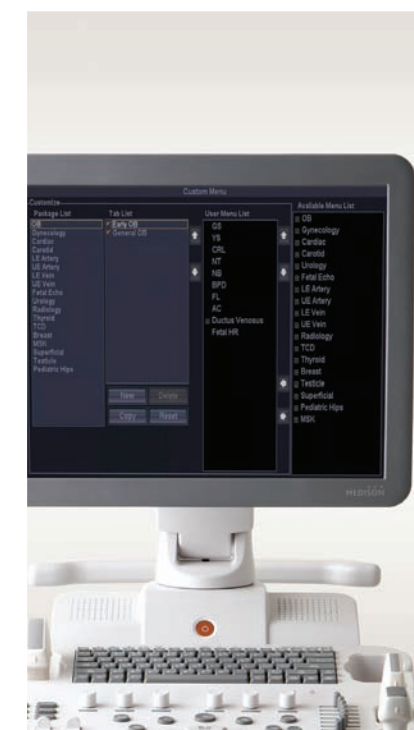 Custom Menu
Customize
Package List
OB
Gynecology
Cardiac
Carotid
LE Artery
UE Artery
LE Vein
UE Vein
Fetal Echo
Urology
Radiology
Thyroid
TCD
Breast
MSK
Superficial
Testicle
Pediatric Hips
Tab List
Early OB
General OB
New
Delete
Copy
Reset
User Menu List
GS
YS
CRL
NT
NB
BPD
FL
AC
Ductus Venosus
Fetal HR
Available Menu List
OB
Gynecology
Cardiac
Carotid
Urology
Fetal Echo
LE Artery
UE Artery
LE Vein
UE Vein
Radiology
TCD
Thyroid
Breast
Testicle
Superficial
Pediatric Hips
MSK
MEDISON